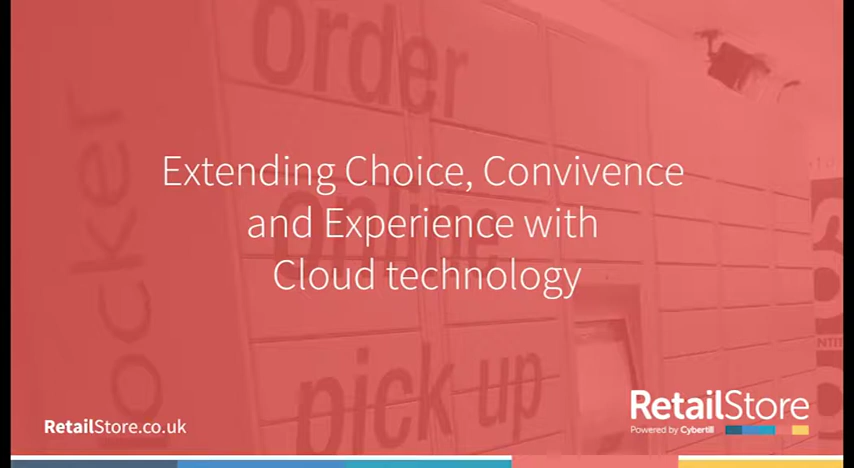 order
locker
Extending Choice, Convivence
online
and Experience with
Cloud technology
pick up
RetailStore.co.uk
RetailStore
Powered by Cybertill